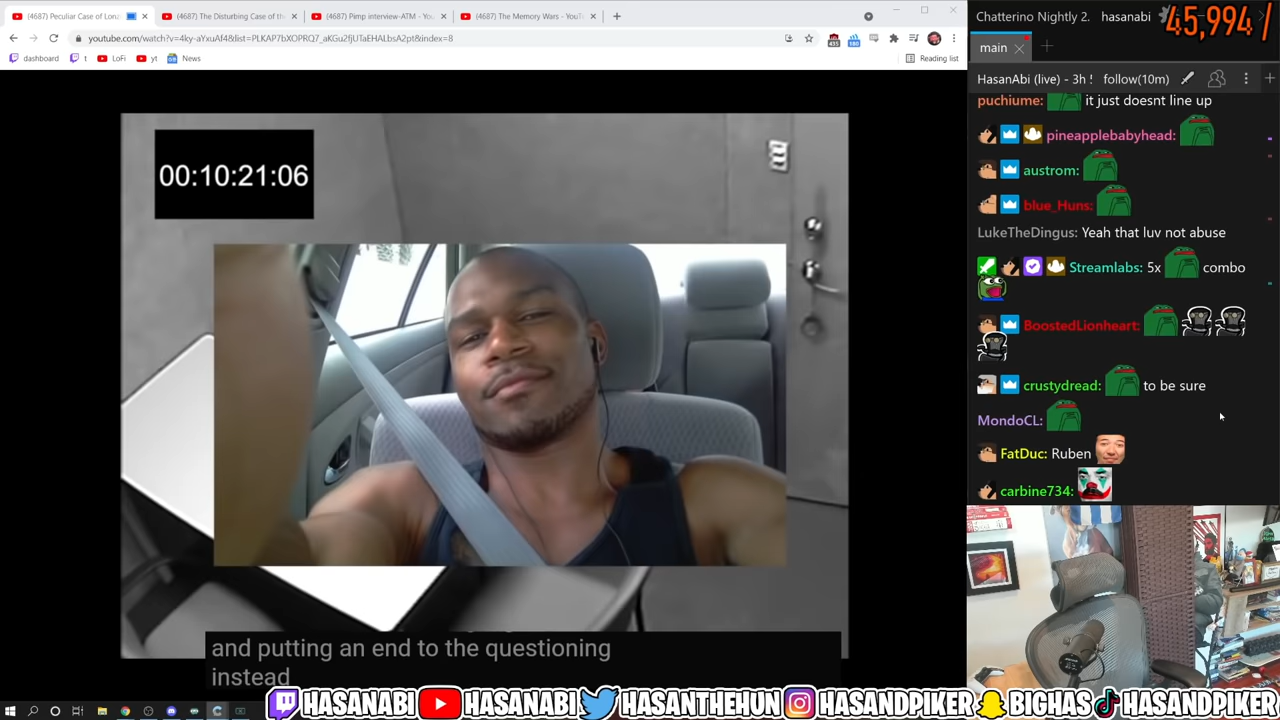 (4687) Peculiar Case of Lonz
(4687) The Disturbing Case of th
(4687) Pimp interview-ATM - You
(4687) The Memory Wars - YouT
youtube.com/watch?v=4ky-aYxuAf4&list=PLKAP7bXOPRQ7_aKGu2fjUTaEHALbsA2pt&index=8
dashboard
t
LoFi
yt
News
Reading list
00:10:21:06
and putting an end to the questioning
instead
Chatterino Nightly 2.
hasanabi
45,994 /
main
HasanAbi (live) - 3h !
follow(10m)
puchiume: it just doesnt line up
pineapplebabyhead:
austrom:
blue_Huns:
LukeTheDingus: Yeah that luv not abuse
Streamlabs: 5x combo
BoostedLionheart:
crustydread: to be sure
MondoCL:
FatDuc: Ruben
carbine734:
HASANABI HASANABI HASANTHEHUN HASANDPIKER BIGHAS HASANDPIKER